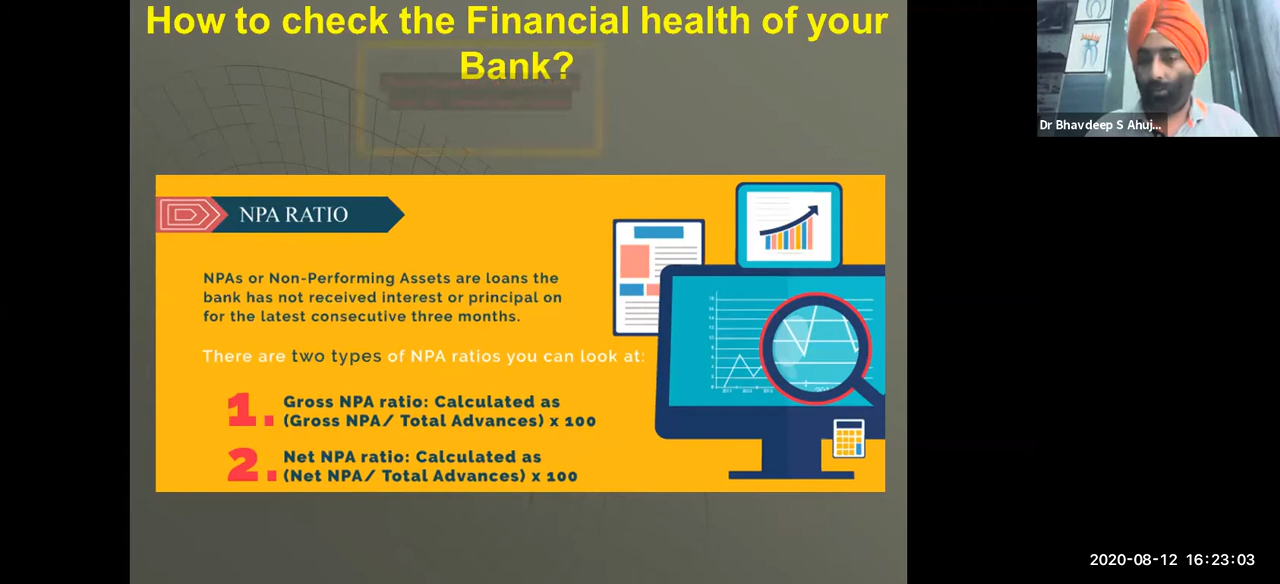 How to check the Financial health of your
Bank?
Dr Bhavdeep S Ahuj...
NPA RATIO
NPAs or Non-Performing Assets are loans the
bank has not received interest or principal on
for the latest consecutive three months.
There are two types of NPA ratios you can look at:
1. Gross NPA ratio: Calculated as
(Gross NPA/ Total Advances) x 100
2. Net NPA ratio: Calculated as
(Net NPA/ Total Advances) x 100
2020-08-12 16:23:03